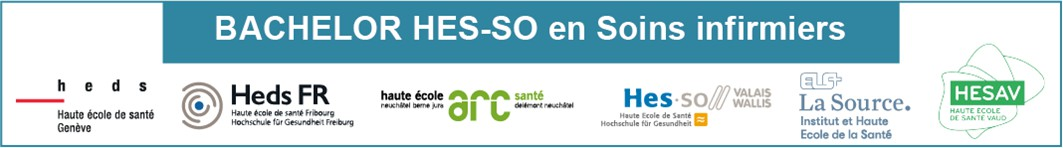 BACHELOR HES-SO en Soins infirmiers
heds
Haute école de santé
Genève
Heds FR
Haute école de santé Fribourg
Hochschule für Gesundheit Freiburg
haute école arc santé
neuchâtel berne jura delémont neuchâtel
Hes·so// VALAIS
WALLIS
Haute Ecole de Santé
Hochschule für Gesundheit
La Source.
Institut et Haute
Ecole de la Santé
HESAV
HAUTE ÉCOLE
DE SANTÉ VAUD